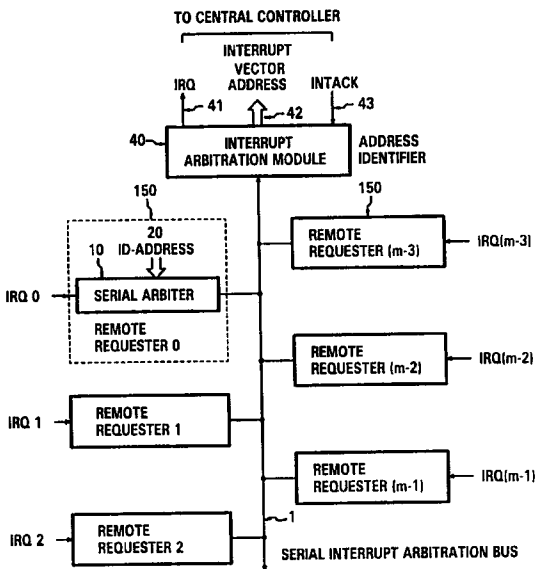 TO CENTRAL CONTROLLER
INTERRUPT
VECTOR
ADDRESS
IRQ
INTACK
41
42
43
40
INTERRUPT
ARBITRATION MODULE
ADDRESS
IDENTIFIER
150
20
ID-ADDRESS
10
IRQ 0
SERIAL ARBITER
REMOTE
REQUESTER 0
150
REMOTE
REQUESTER (m-3)
IRQ(m-3)
REMOTE
REQUESTER (m-2)
IRQ(m-2)
IRQ 1
REMOTE
REQUESTER 1
REMOTE
REQUESTER (m-1)
IRQ(m-1)
1
IRQ 2
REMOTE
REQUESTER 2
SERIAL INTERRUPT ARBITRATION BUS